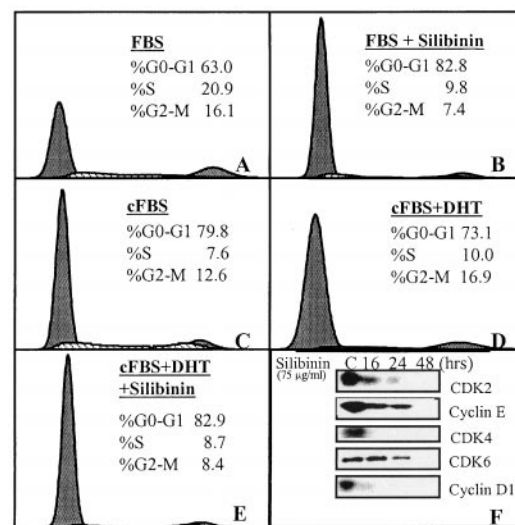 FBS
%G0-G1 63.0
%S 20.9
%G2-M 16.1
A
FBS + Silibinin
%G0-G1 82.8
%S 9.8
%G2-M 7.4
B
cFBS
%G0-G1 79.8
%S 7.6
%G2-M 12.6
C
cFBS+DHT
%G0-G1 73.1
%S 10.0
%G2-M 16.9
D
cFBS+DHT
+Silibinin
%G0-G1 82.9
%S 8.7
%G2-M 8.4
E
Silibinin C 16 24 48 (hrs)
(75 µg/ml)
CDK2
Cyclin E
CDK4
CDK6
Cyclin D1
F